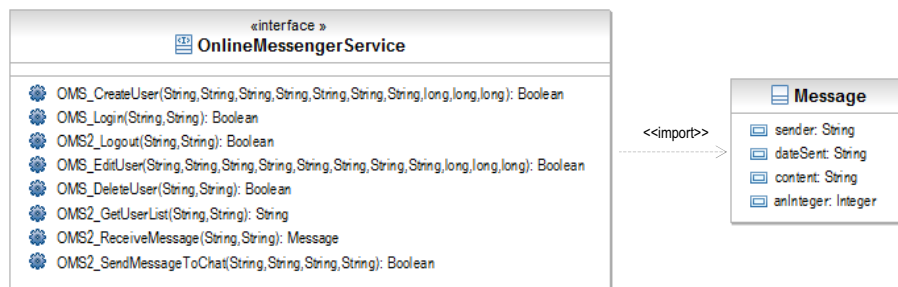 «interface »
OnlineMessengerService
OMS_CreateUser(String,String,String,String,String,String,String,long,long,long): Boolean
OMS_Login(String,String): Boolean
OMS2_Logout(String,String): Boolean
OMS_EditUser(String,String,String,String,String,String,String,String,long,long,long): Boolean
OMS_DeleteUser(String,String): Boolean
OMS2_GetUserList(String,String): String
OMS2_ReceiveMessage(String,String): Message
OMS2_SendMessageToChat(String,String,String,String): Boolean
<<import>>
Message
sender: String
dateSent: String
content: String
anInteger: Integer